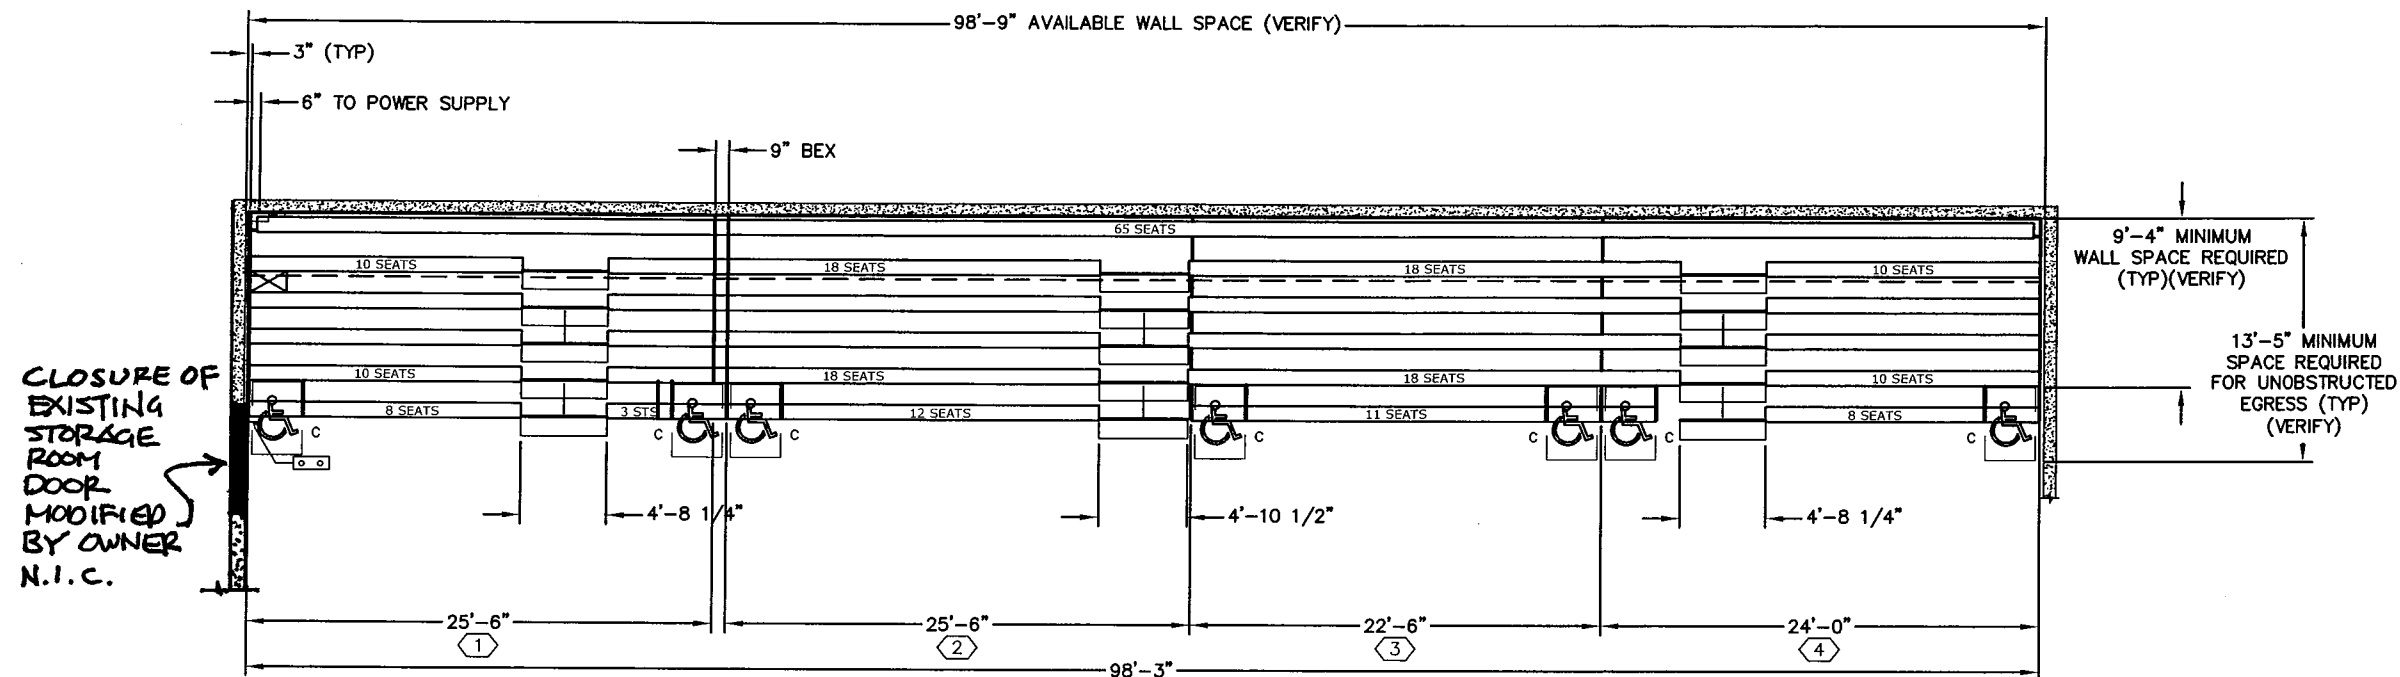 98'-9" AVAILABLE WALL SPACE (VERIFY)
3" (TYP)
6" TO POWER SUPPLY
9" BEX
65 SEATS
10 SEATS
18 SEATS
18 SEATS
10 SEATS
9'-4" MINIMUM
WALL SPACE REQUIRED
(TYP)(VERIFY)
13'-5" MINIMUM
SPACE REQUIRED
FOR UNOBSTRUCTED
EGRESS (TYP)
(VERIFY)
10 SEATS
18 SEATS
18 SEATS
10 SEATS
8 SEATS
3 STS
12 SEATS
11 SEATS
8 SEATS
C
C
C
C
C
C
C
CLOSURE OF
EXISTING
STORAGE
ROOM
DOOR
MODIFIED
BY OWNER
N.I.C.
4'-8 1/4"
4'-10 1/2"
4'-8 1/4"
25'-6"
25'-6"
22'-6"
24'-0"
1
2
3
4
98'-3"